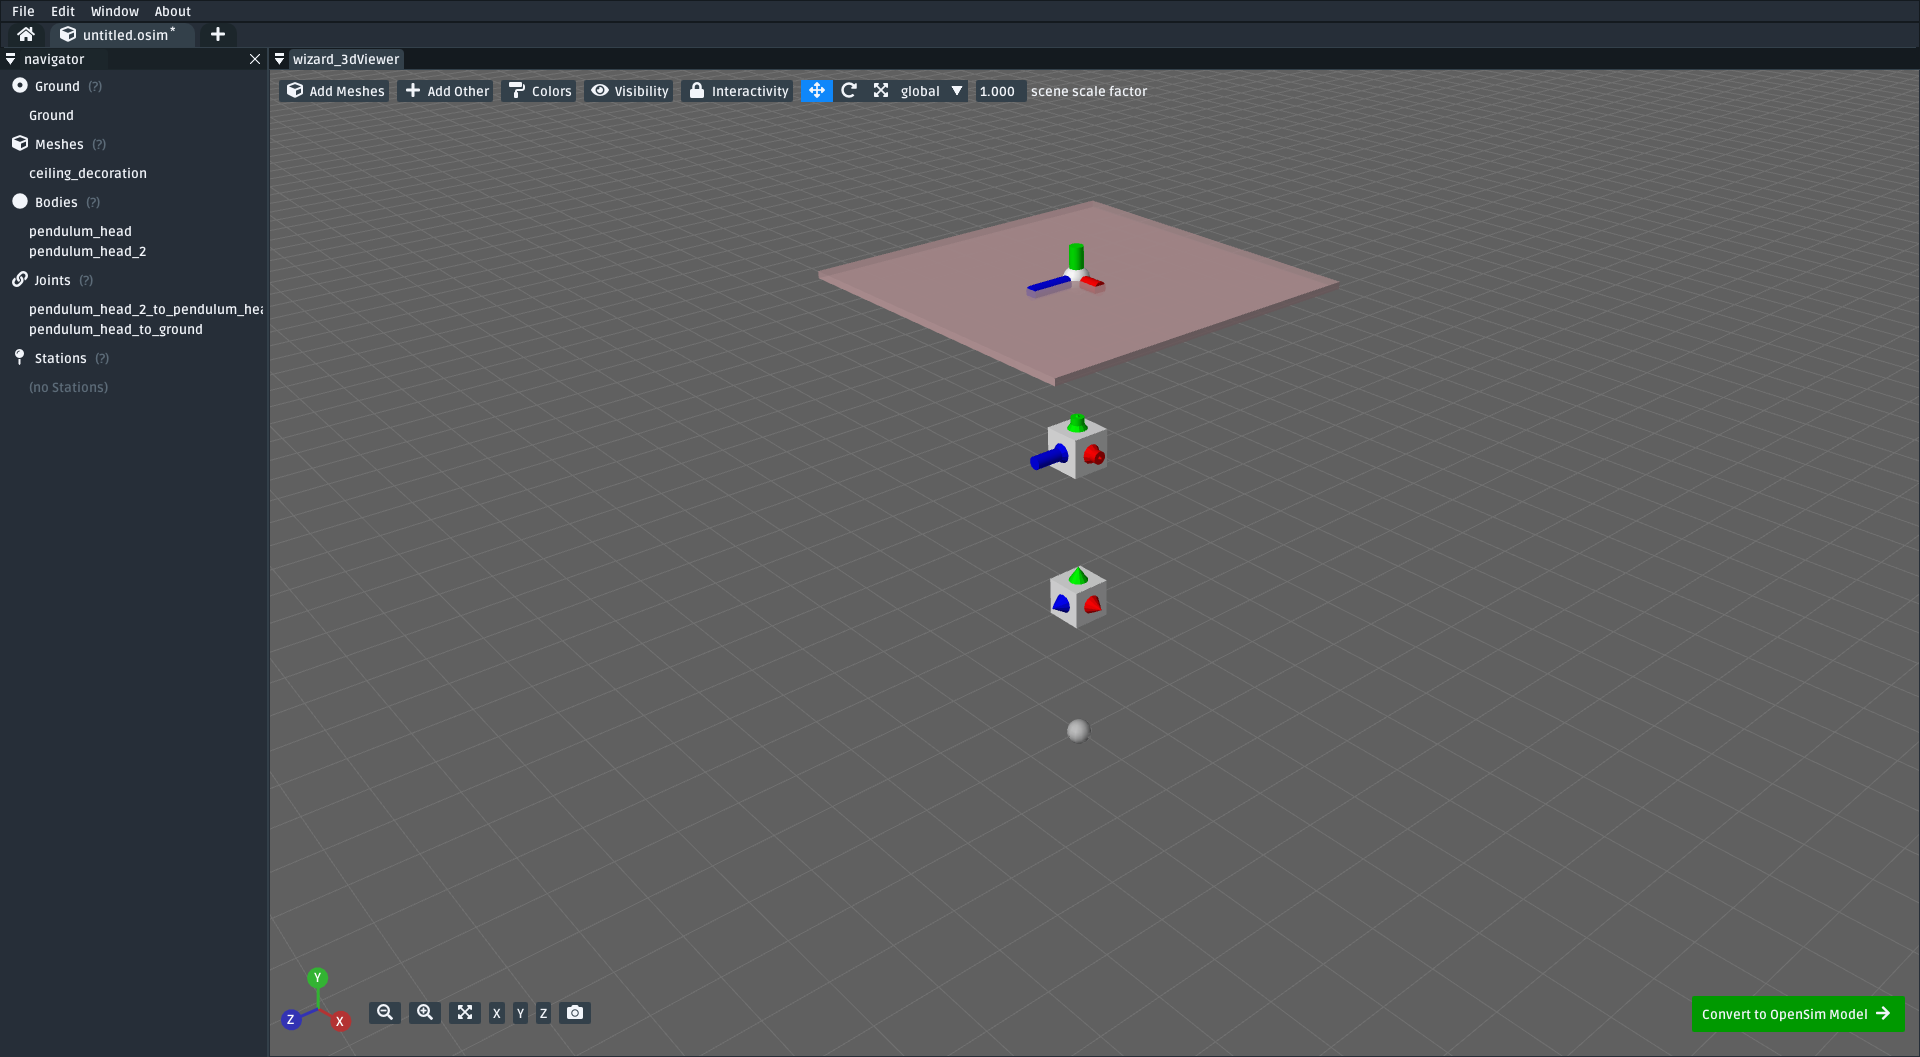 File Edit Window About
untitled.osim*
navigator
wizard_3dViewer
Ground (?)
Ground
Meshes (?)
ceiling_decoration
Bodies (?)
pendulum_head
pendulum_head_2
Joints (?)
pendulum_head_2_to_pendulum_hea
pendulum_head_to_ground
Stations (?)
(no Stations)
Add Meshes Add Other Colors Visibility Interactivity global 1.000 scene scale factor
Y
Z X
X Y Z
Convert to OpenSim Model